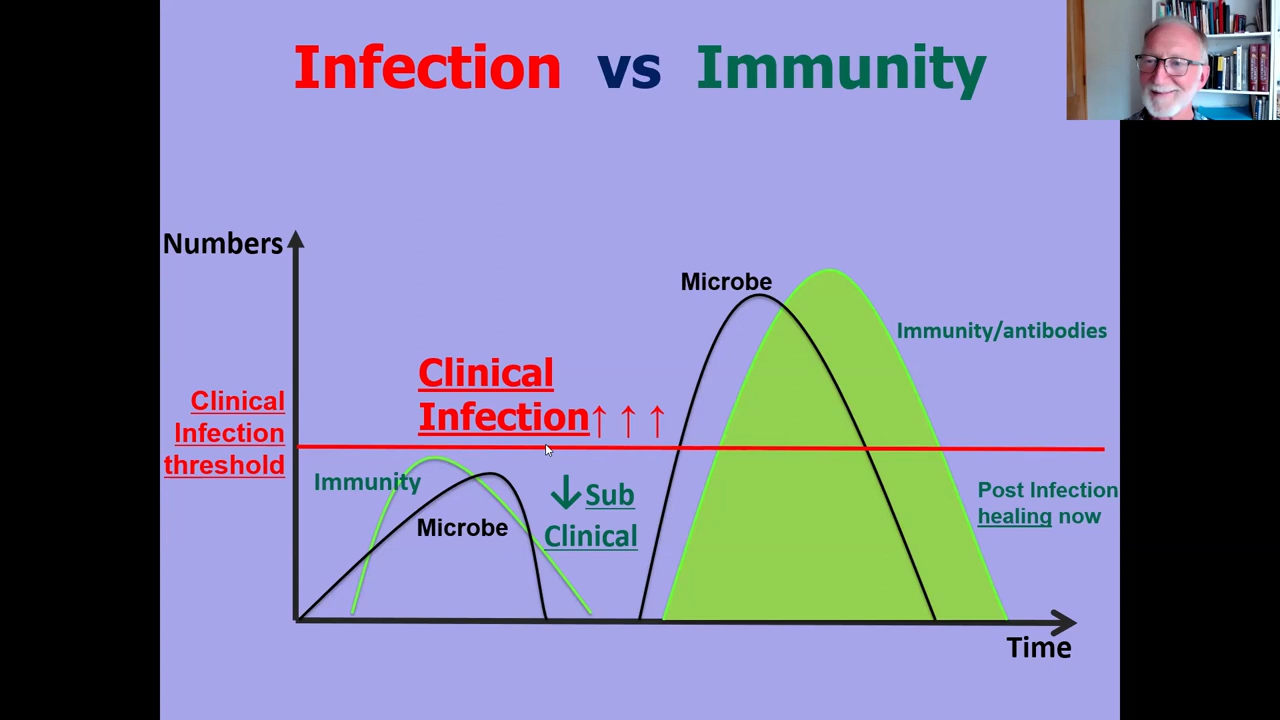 Infection vs Immunity
Numbers
Microbe
Immunity/antibodies
Clinical
Infection↑ ↑ ↑
Clinical
Infection
threshold
Immunity
Microbe
↓Sub
Clinical
Post Infection
healing now
Time